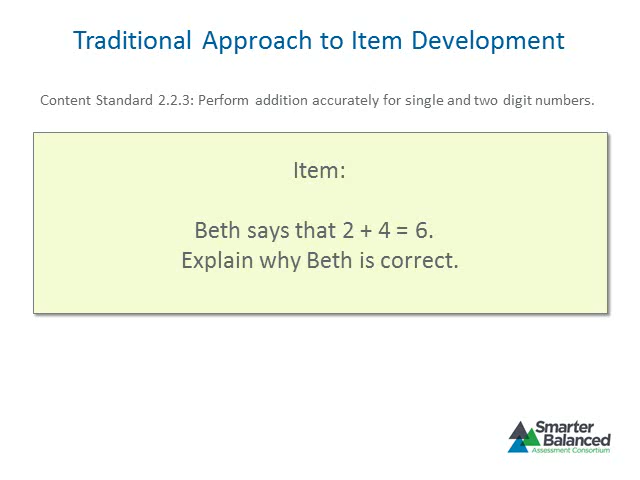 Traditional Approach to Item Development
Content Standard 2.2.3: Perform addition accurately for single and two digit numbers.
Item:
Beth says that 2 + 4 = 6.
Explain why Beth is correct.
Smarter
Balanced
Assessment Consortium